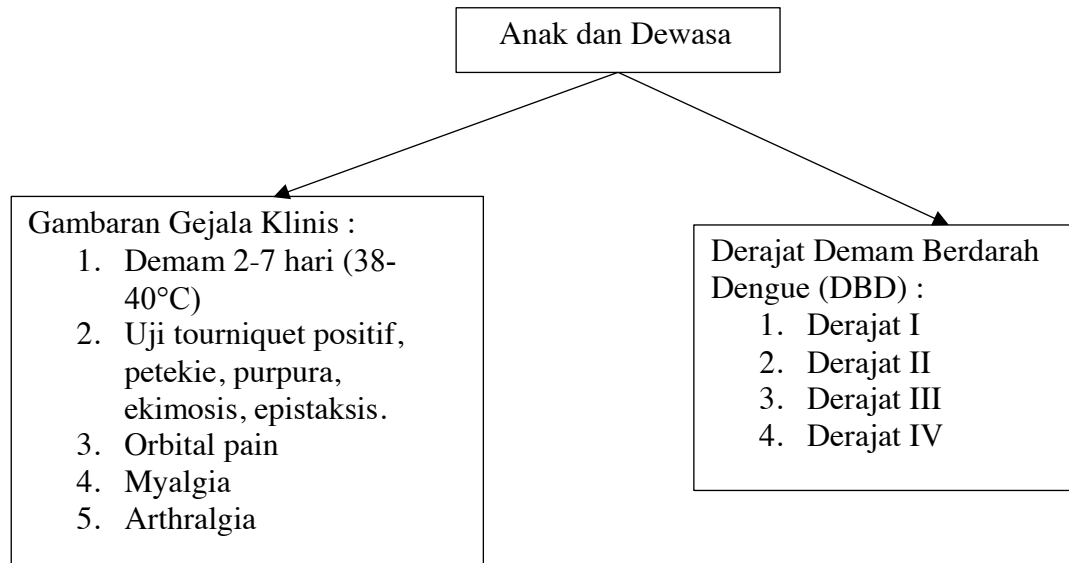 Anak dan Dewasa
Gambaran Gejala Klinis :
1. Demam 2-7 hari (38-
40°C)
2. Uji tourniquet positif,
petekie, purpura,
ekimosis, epistaksis.
3. Orbital pain
4. Myalgia
5. Arthralgia
Derajat Demam Berdarah
Dengue (DBD) :
1. Derajat I
2. Derajat II
3. Derajat III
4. Derajat IV